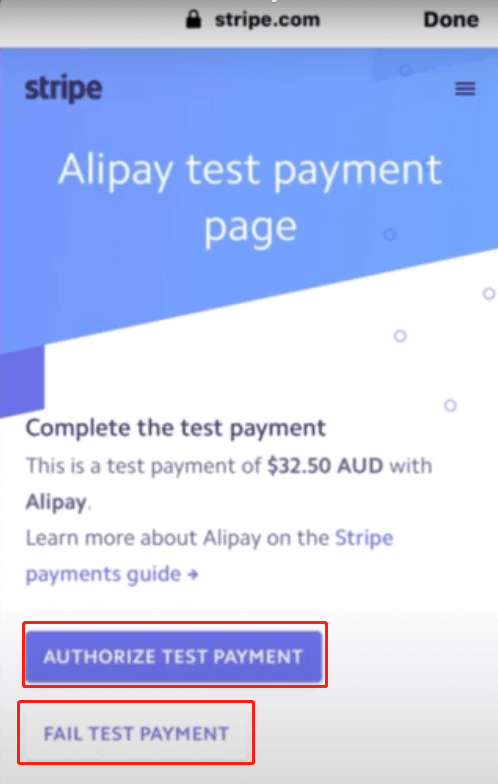 stripe.com Done
stripe
Alipay test payment
page
Complete the test payment
This is a test payment of $32.50 AUD with
Alipay.
Learn more about Alipay on the Stripe
payments guide →
AUTHORIZE TEST PAYMENT
FAIL TEST PAYMENT